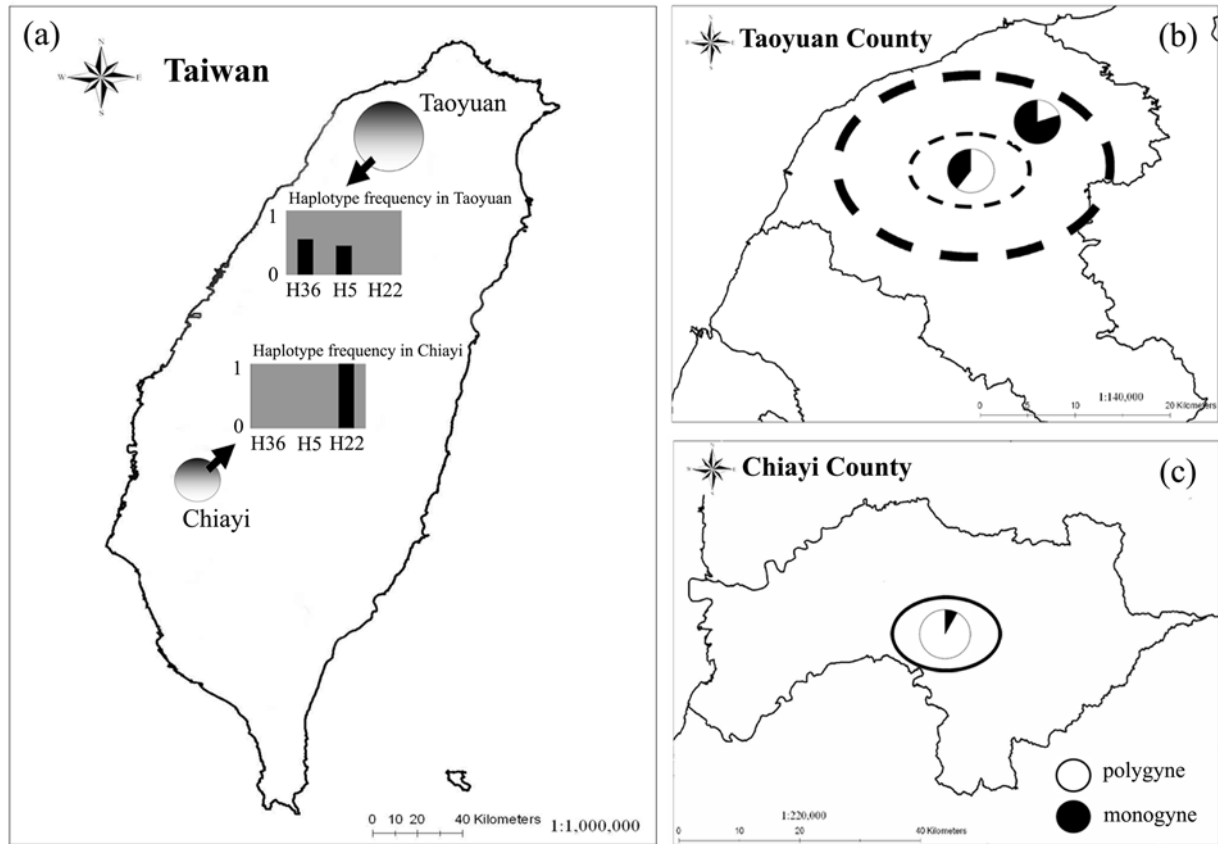 (a)
N
W E
S
Taiwan
Taoyuan
Haplotype frequency in Taoyuan
1
0
H36 H5 H22
Haplotype frequency in Chiayi
1
0
H36 H5 H22
Chiayi
0 10 20 40 Kilometers
1:1,000,000
Taoyuan County
(b)
1:140,000
0 5 10 20 Kilometers
Chiayi County
(c)
polygyne
monogyne
1:220,000
0 10 20 40 Kilometers